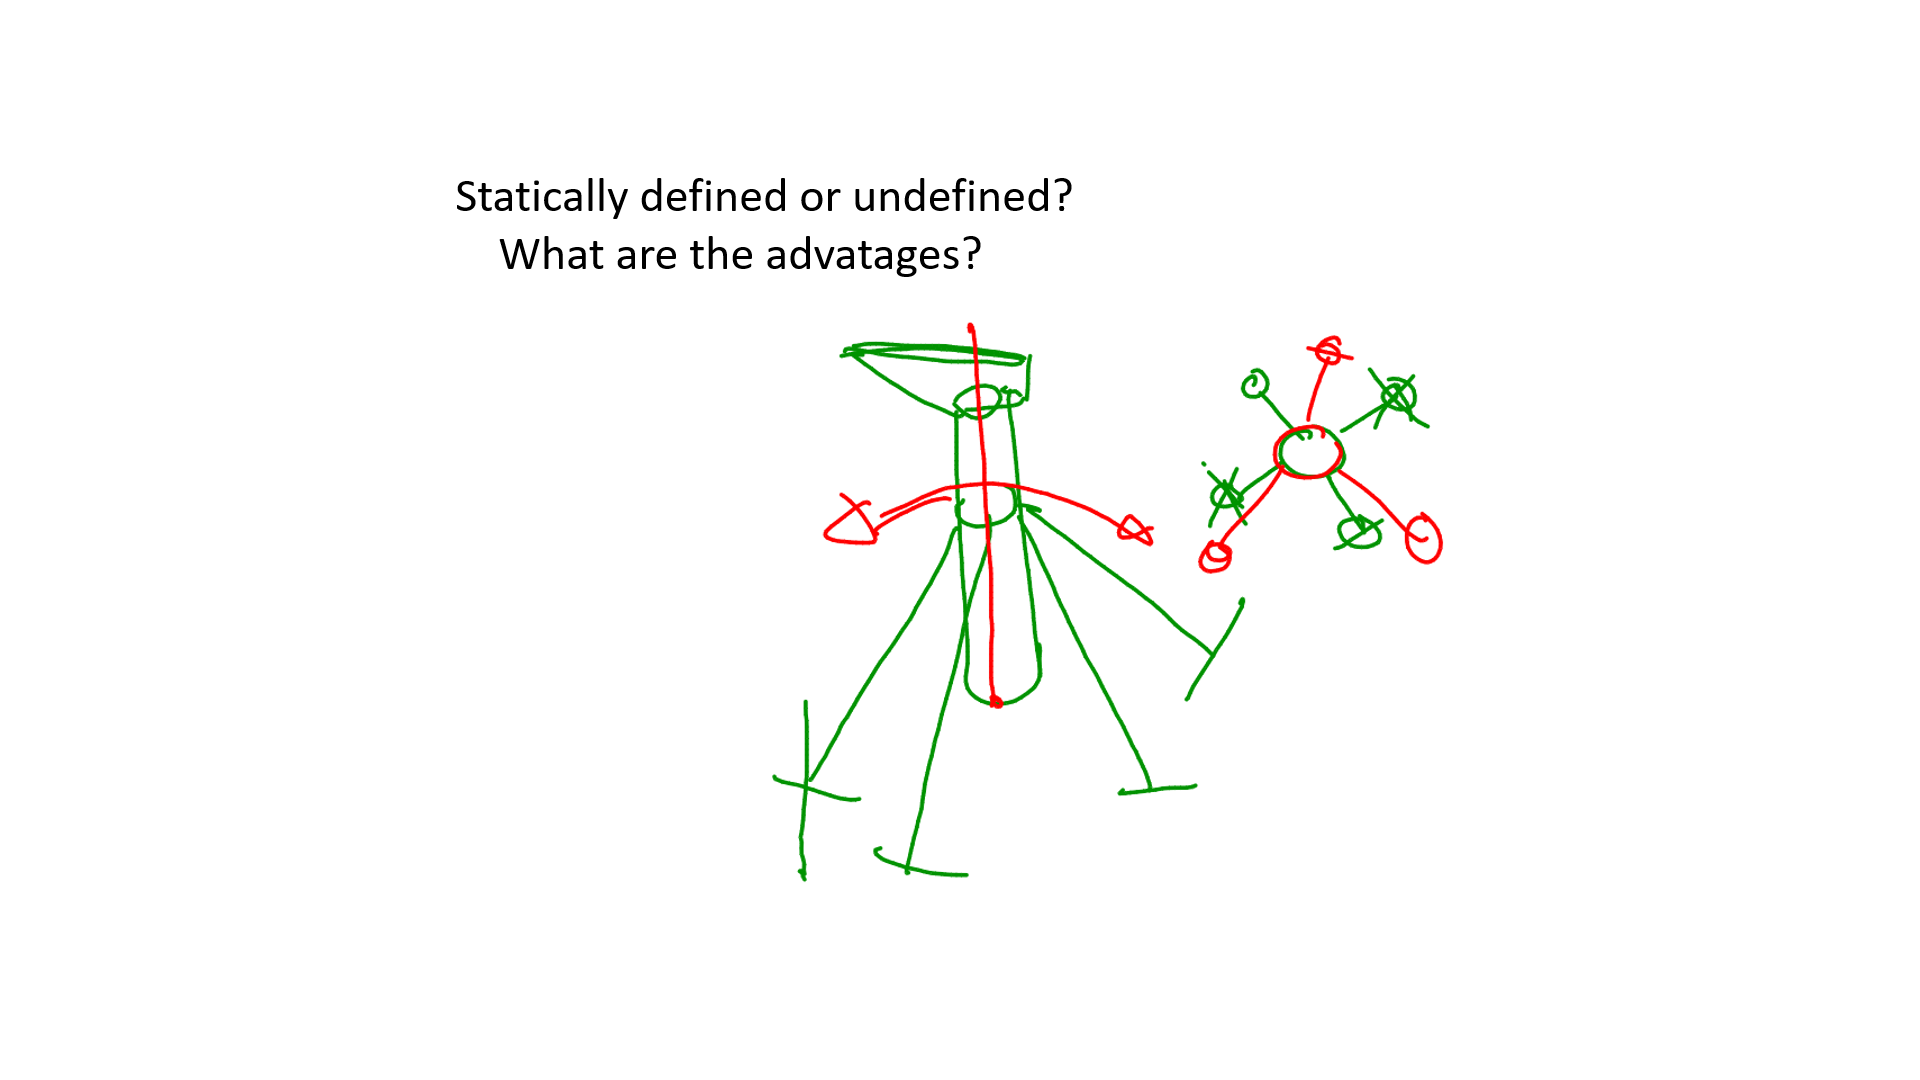 Statically defined or undefined?
What are the advatages?